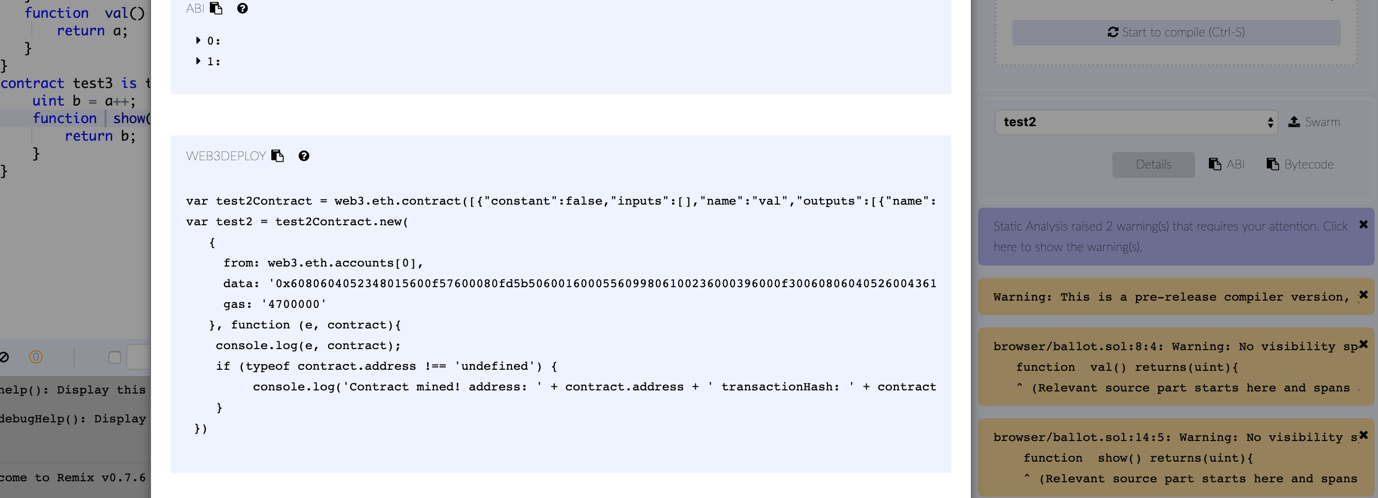 function  val()
return a;
}
}
contract test3 is t
uint b = a++;
function  show(
return b;
}
}
help(): Display this
debugHelp(): Display
come to Remix v0.7.6
ABI
0:
1:
WEB3DEPLOY
var test2Contract = web3.eth.contract([{"constant":false,"inputs":[],"name":"val","outputs":[{"name":
var test2 = test2Contract.new(
{
from: web3.eth.accounts[0],
data: '0x6080604052348015600f57600080fd5b506001600055609980610023600039 6000f30060806040526004361
gas: '4700000'
}, function (e, contract){
console.log(e, contract);
if (typeof contract.address !== 'undefined') {
console.log('Contract mined! address: ' + contract.address + ' transactionHash: ' + contract
}
})
Start to compile (Ctrl-S)
test2
Swarm
Details
ABI
Bytecode
Static Analysis raised 2 warning(s) that requires your attention. Click
here to show the warning(s).
Warning: This is a pre-release compiler version,
browser/ballot.sol:8:4: Warning: No visibility sp
function  val() returns(uint){
^ (Relevant source part starts here and spans
browser/ballot.sol:14:5: Warning: No visibility s
function  show() returns(uint){
^ (Relevant source part starts here and spans